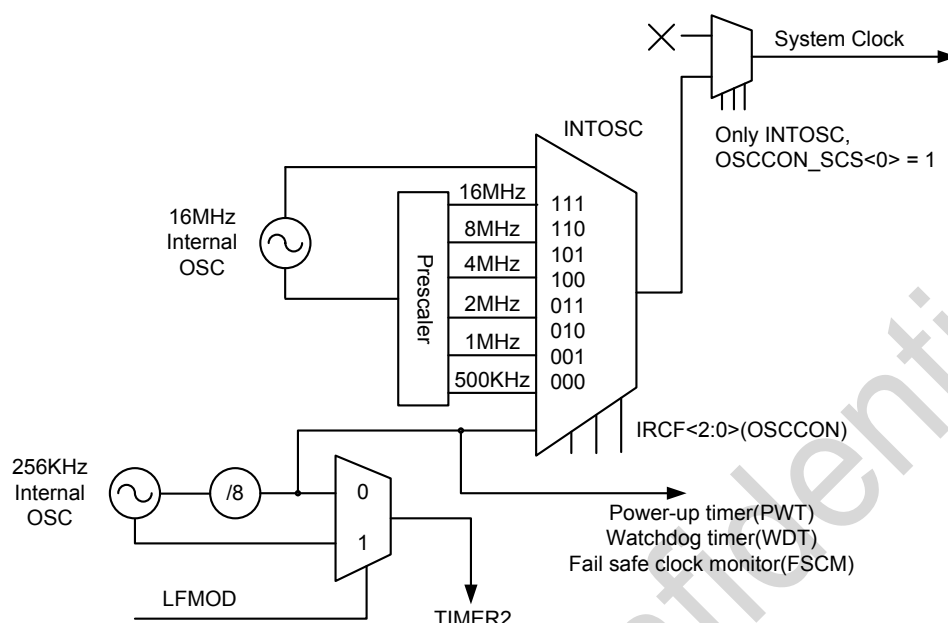 System Clock
INTOSC
Only INTOSC,
OSCCON_SCS<0> = 1
16MHz
Internal
OSC
Prescaler
16MHz
8MHz
4MHz
2MHz
1MHz
500KHz
111
110
101
100
011
010
001
000
IRCF<2:0>(OSCCON)
256KHz
Internal
OSC
/8
0
1
Power-up timer(PWT)
Watchdog timer(WDT)
Fail safe clock monitor(FSCM)
LFMOD
TIMER2